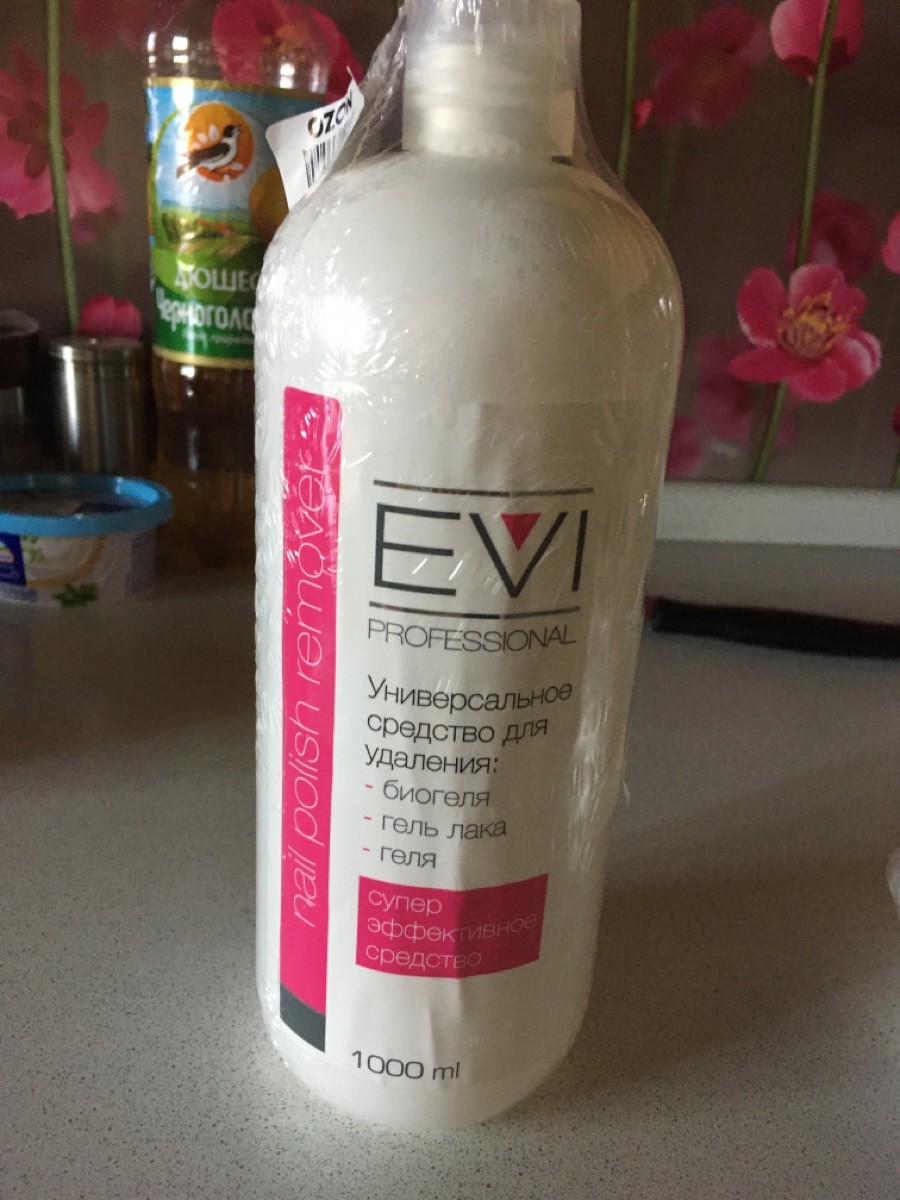 OZON
ДЮШЕС
nail polish remover
EVI
PROFESSIONAL
Универсальное
средство для
удаления:
- биогеля
- гель лака
- геля
супер
эффективное
средство
1000 ml